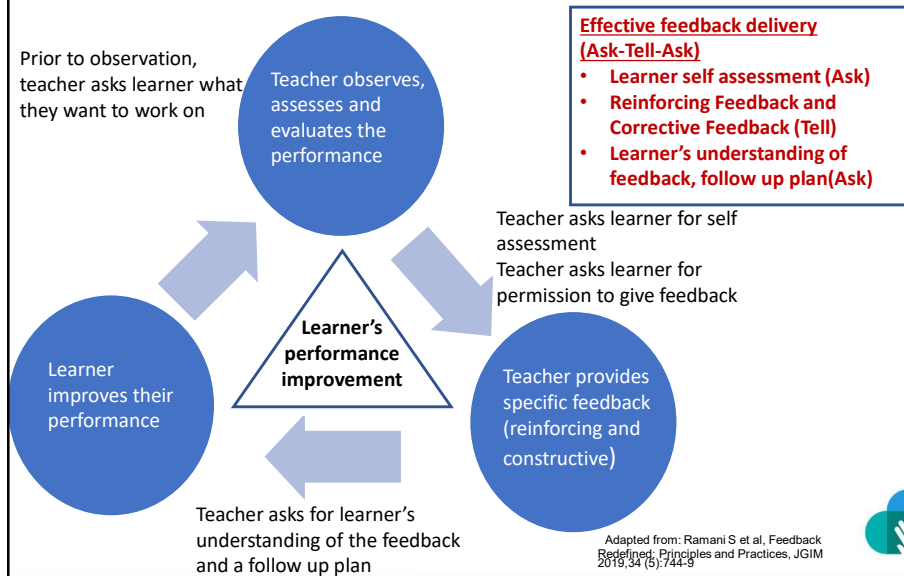 Prior to observation,
teacher asks learner what
they want to work on
Teacher observes,
assesses and
evaluates the
performance
Effective feedback delivery
(Ask-Tell-Ask)
• Learner self assessment (Ask)
• Reinforcing Feedback and
Corrective Feedback (Tell)
• Learner’s understanding of
feedback, follow up plan(Ask)
Teacher asks learner for self
assessment
Teacher asks learner for
permission to give feedback
Learner’s
performance
improvement
Learner
improves their
performance
Teacher provides
specific feedback
(reinforcing and
constructive)
Teacher asks for learner’s
understanding of the feedback
and a follow up plan
Adapted from: Ramani S et al, Feedback
Redefined: Principles and Practices, JGIM
2019,34 (5):744-9